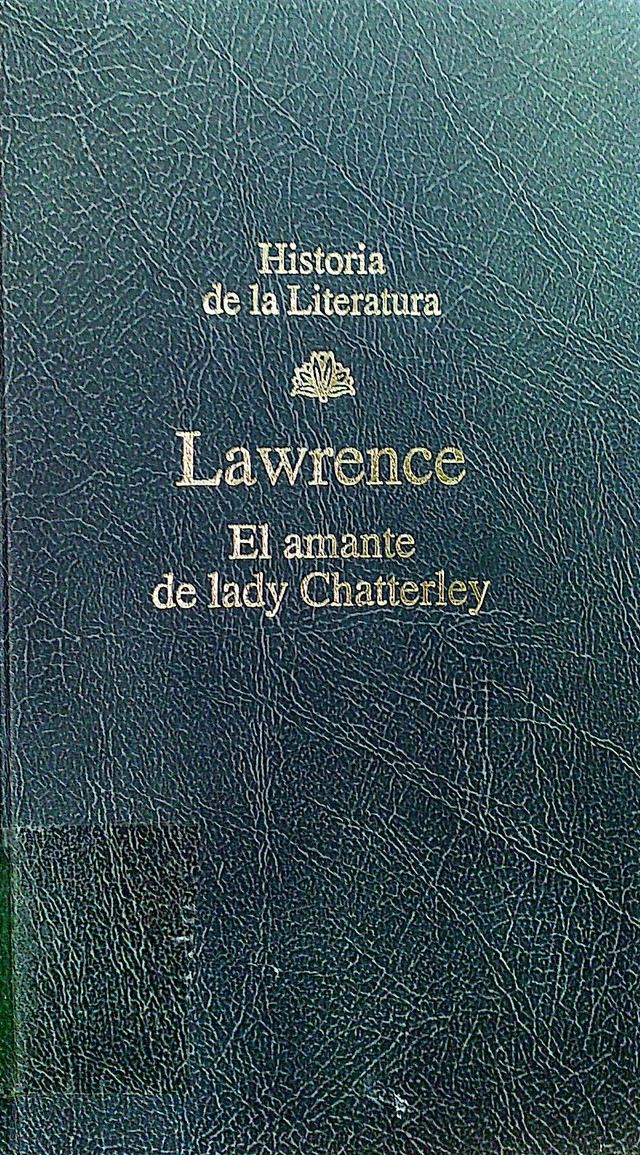 Historia
de la Literatura
Lawrence
El amante
de lady Chatterley